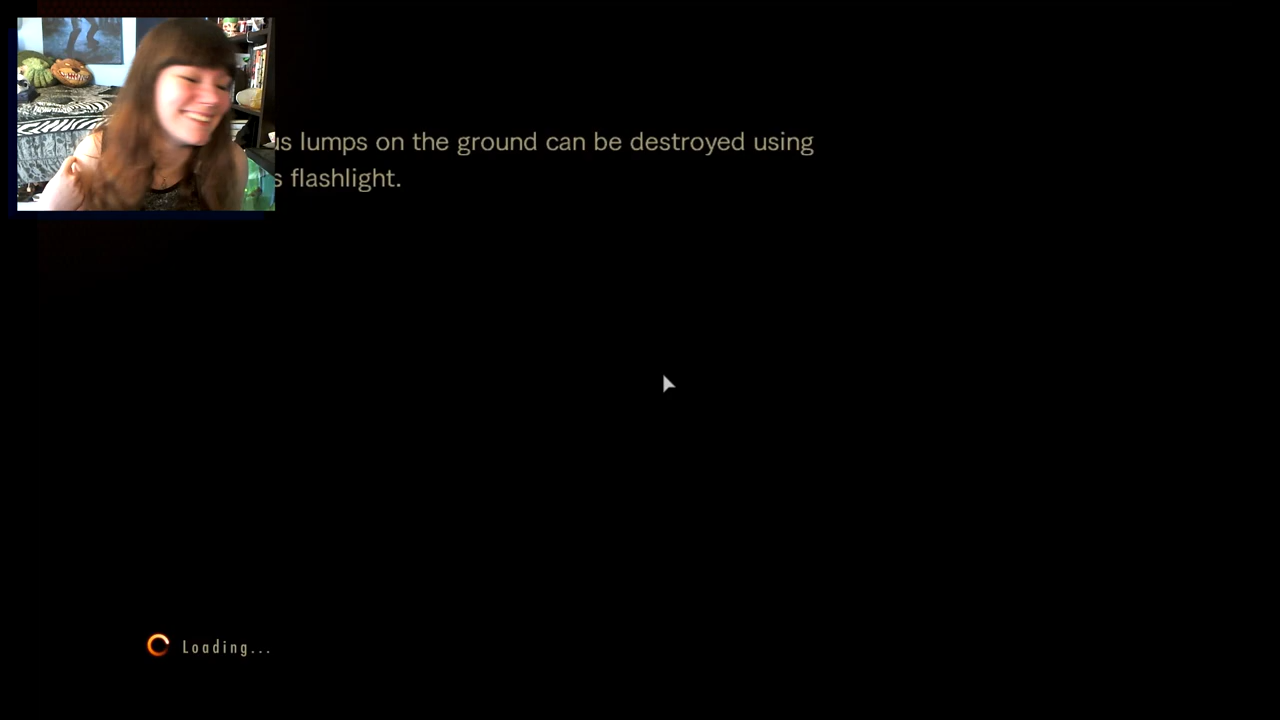 lumps on the ground can be destroyed using
flashlight.
Loading...